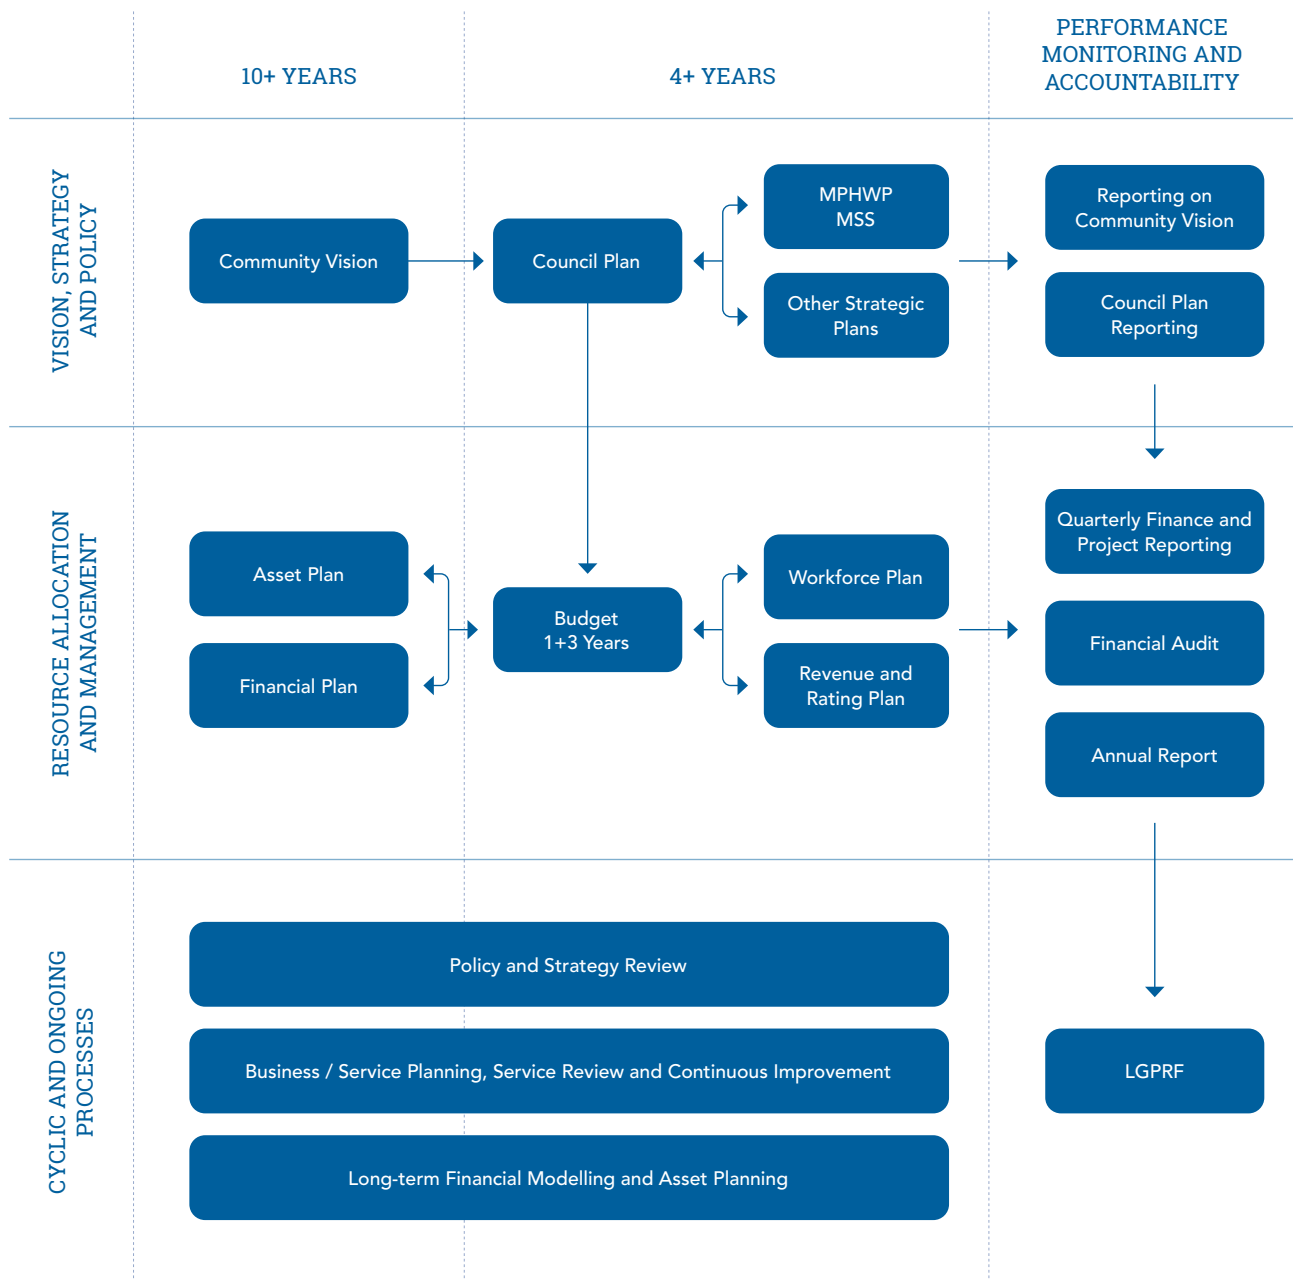 10+ YEARS
4+ YEARS
PERFORMANCE
MONITORING AND
ACCOUNTABILITY
VISION, STRATEGY
AND POLICY
Community Vision
Council Plan
MPHWP
MSS
Other Strategic
Plans
Reporting on
Community Vision
Council Plan
Reporting
RESOURCE ALLOCATION
AND MANAGEMENT
Asset Plan
Financial Plan
Budget
1+3 Years
Workforce Plan
Revenue and
Rating Plan
Quarterly Finance and
Project Reporting
Financial Audit
Annual Report
CYCLIC AND ONGOING
PROCESSES
Policy and Strategy Review
Business / Service Planning, Service Review and Continuous Improvement
Long-term Financial Modelling and Asset Planning
LGPRF